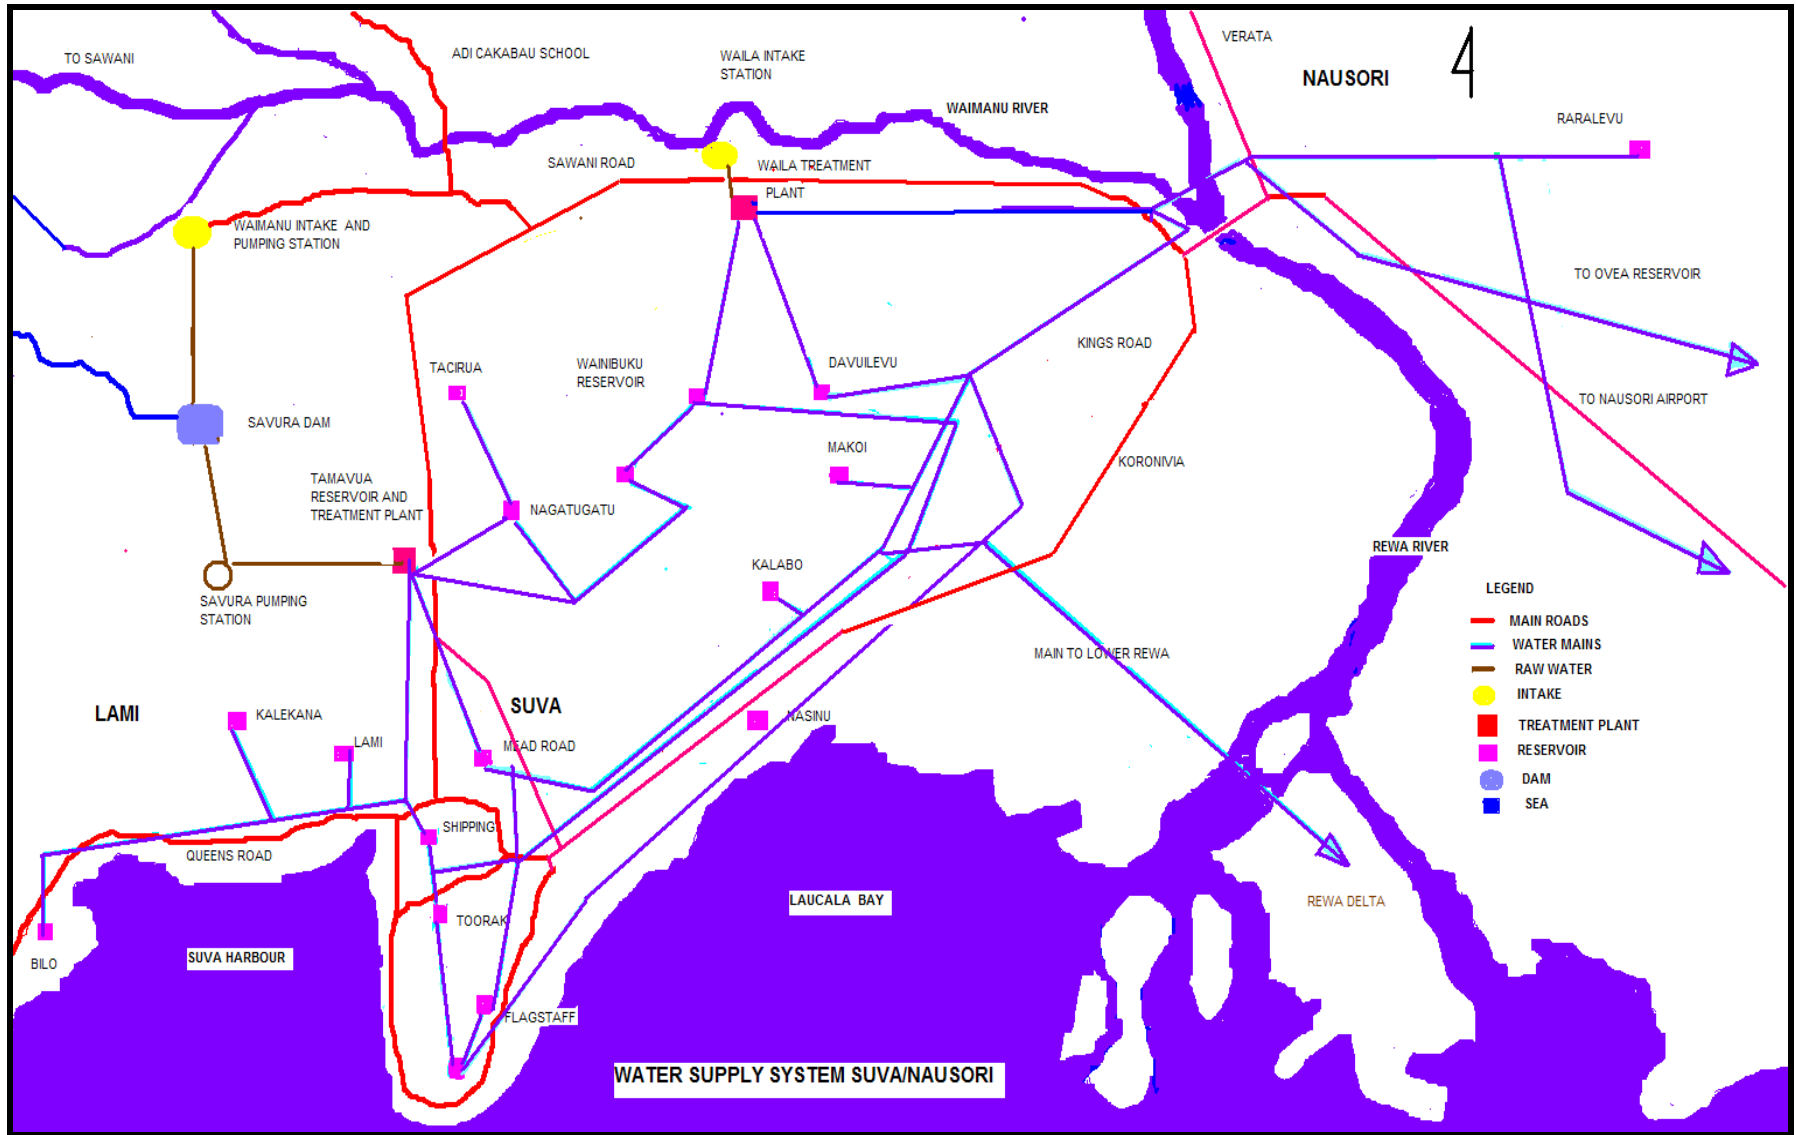 TO SAWANI
ADI CAKABAU SCHOOL
WAILA INTAKE
STATION
VERATA
NAUSORI
WAIMANU RIVER
RARALEVU
SAWANI ROAD
WAILA TREATMENT
PLANT
WAIMANU INTAKE AND
PUMPING STATION
TO OVEA RESERVOIR
KINGS ROAD
TACIRUA
WAINIBUKU
RESERVOIR
DAVUILEVU
TO NAUSORI AIRPORT
SAVURA DAM
MAKOI
KORONIVIA
TAMAVUA
RESERVOIR AND
TREATMENT PLANT
NAGATUGATU
REWA RIVER
KALABO
SAVURA PUMPING
STATION
LEGEND
MAIN ROADS
WATER MAINS
RAW WATER
INTAKE
TREATMENT PLANT
RESERVOIR
DAM
SEA
MAIN TO LOWER REWA
LAMI
KALEKANA
SUVA
NASINU
LAMI
MEAD ROAD
SHIPPING
QUEENS ROAD
TOORAK
LAUCALA BAY
REWA DELTA
BILO
SUVA HARBOUR
FLAGSTAFF
WATER SUPPLY SYSTEM SUVA/NAUSORI